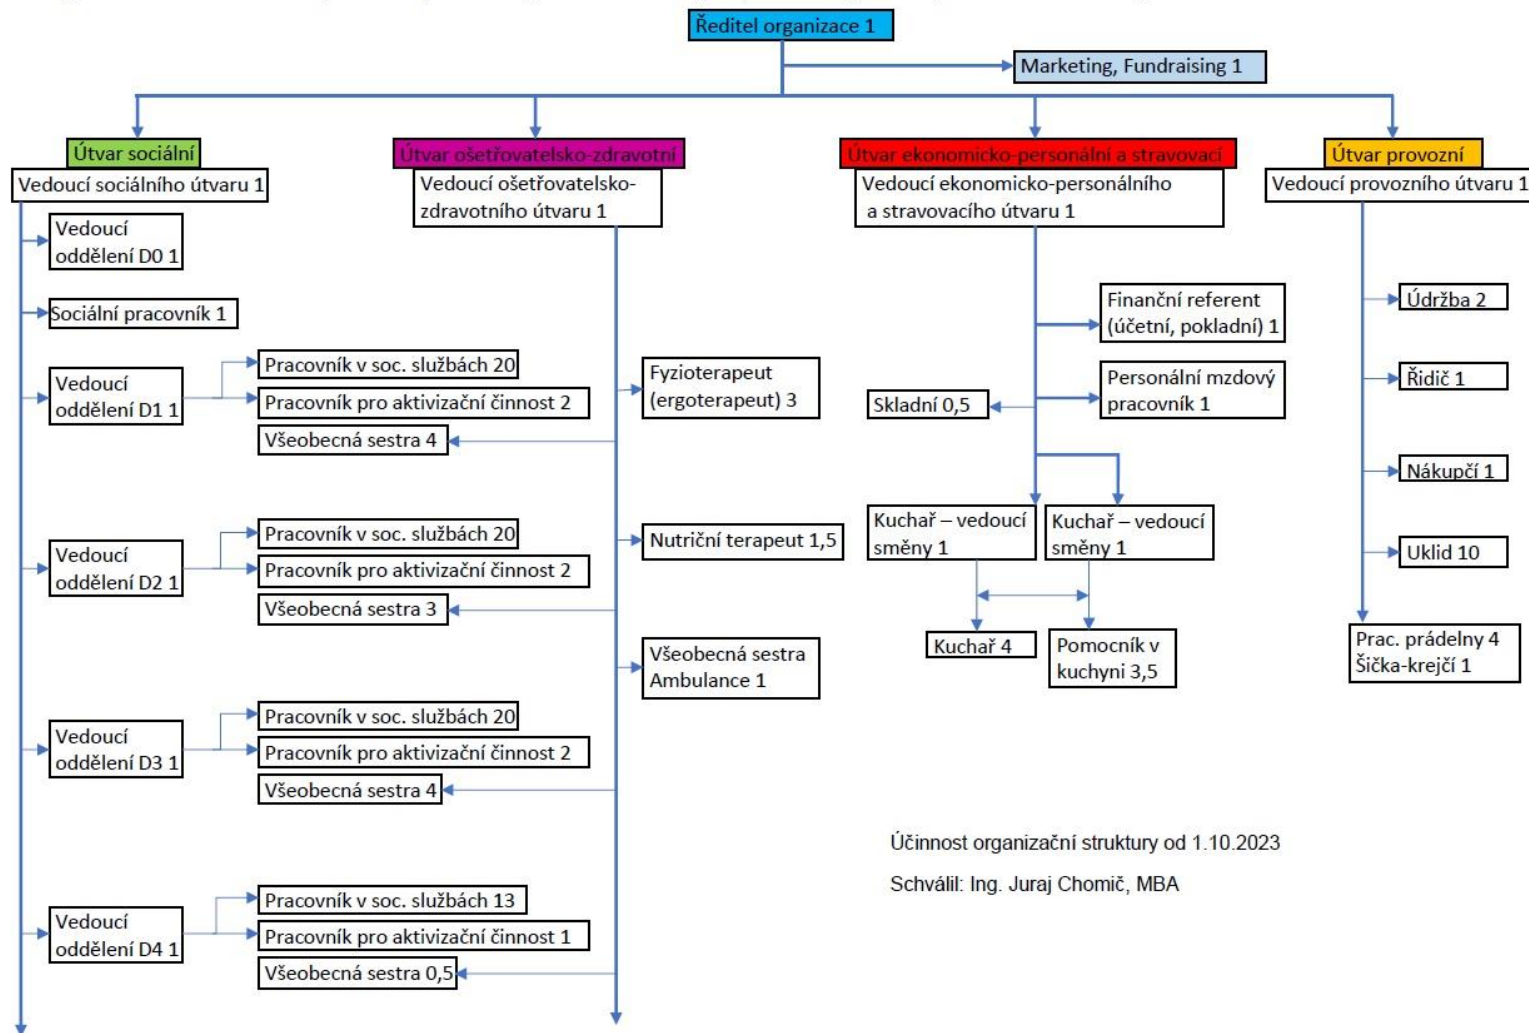 Ředitel organizace 1
Marketing, Fundraising 1
Útvar sociální
Vedoucí sociálního útvaru 1
Vedoucí
oddělení D0 1
Sociální pracovník 1
Vedoucí
oddělení D1 1
Pracovník v soc. službách 20
Pracovník pro aktivizační činnost 2
Všeobecná sestra 4
Vedoucí
oddělení D2 1
Pracovník v soc. službách 20
Pracovník pro aktivizační činnost 2
Všeobecná sestra 3
Vedoucí
oddělení D3 1
Pracovník v soc. službách 20
Pracovník pro aktivizační činnost 2
Všeobecná sestra 4
Vedoucí
oddělení D4 1
Pracovník v soc. službách 13
Pracovník pro aktivizační činnost 1
Všeobecná sestra 0,5
Útvar ošetřovatelsko-zdravotní
Vedoucí ošetřovatelsko-
zdravotního útvaru 1
Fyzioterapeut
(ergoterapeut) 3
Nutriční terapeut 1,5
Všeobecná sestra
Ambulance 1
Útvar ekonomicko-personální a stravovací
Vedoucí ekonomicko-personálního
a stravovacího útvaru 1
Finanční referent
(účetní, pokladní) 1
Personální mzdový
pracovník 1
Skladní 0,5
Kuchař – vedoucí
směny 1
Kuchař – vedoucí
směny 1
Kuchař 4
Pomocník v
kuchyni 3,5
Útvar provozní
Vedoucí provozního útvaru 1
Údržba 2
Řidič 1
Nákupčí 1
Uklid 10
Prac. prádelny 4
Šička-krejčí 1
Účinnost organizační struktury od 1.10.2023
Schválil: Ing. Juraj Chomič, MBA